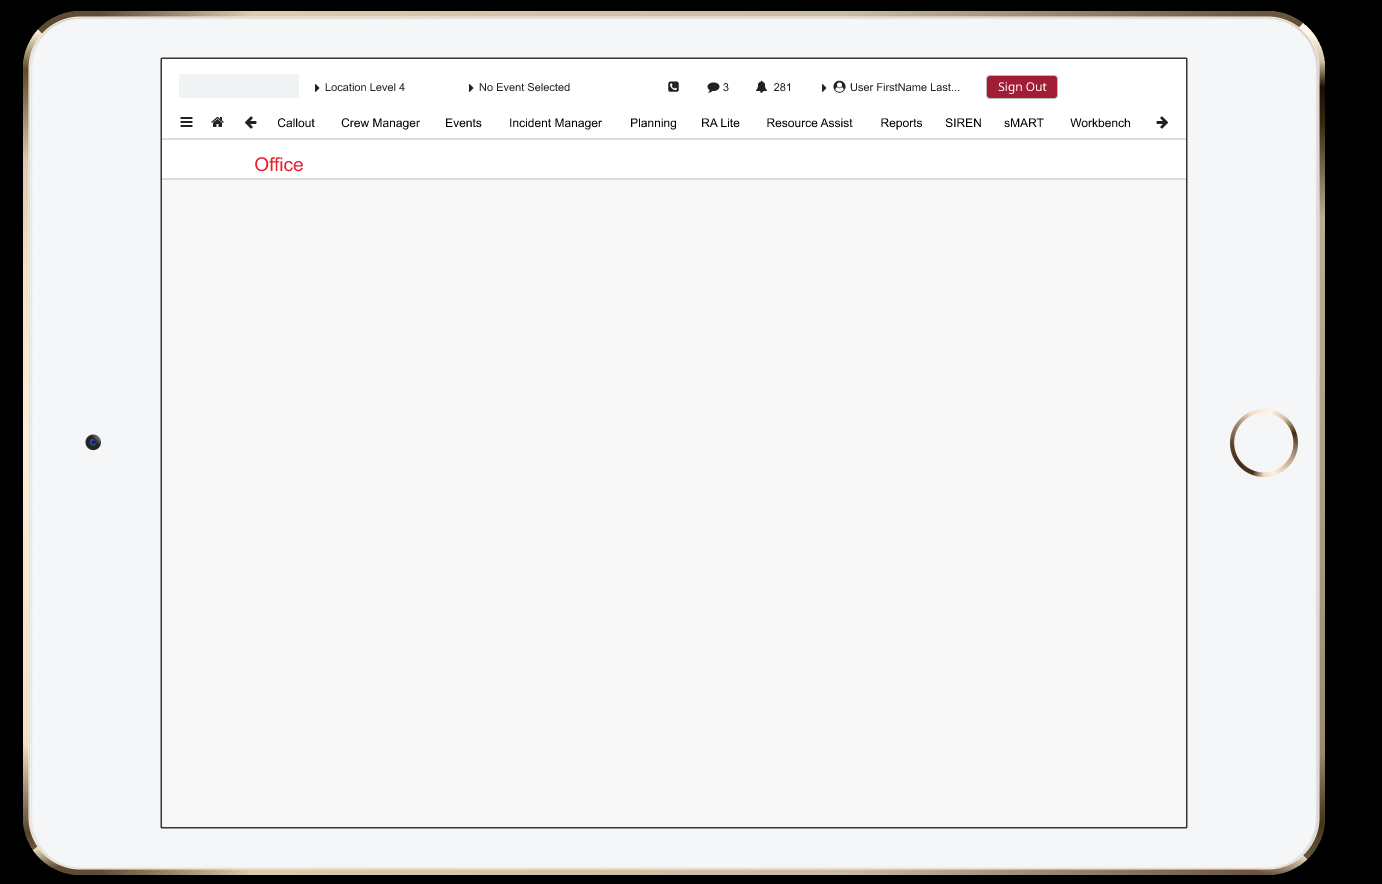 Location Level 4 No Event Selected 3 281 User FirstName Last... Sign Out
Callout Crew Manager Events Incident Manager Planning RA Lite Resource Assist Reports SIREN sMART Workbench
Office